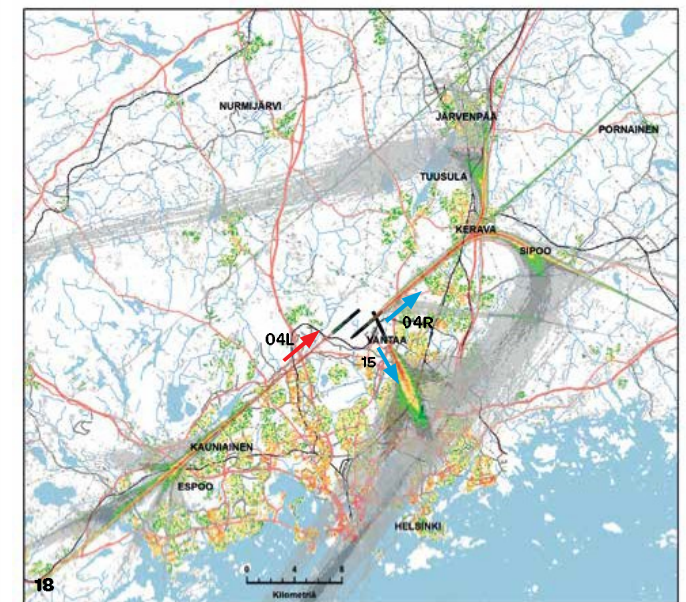 NURMIJÄRVI
JÄRVENPÄÄ
PORNAINEN
TUUSULA
KERAVA
SIPOO
04L
04R
VANTAA
15
KAUNIAINEN
ESPOO
HELSINKI
18
0 4 8
Kilometriä